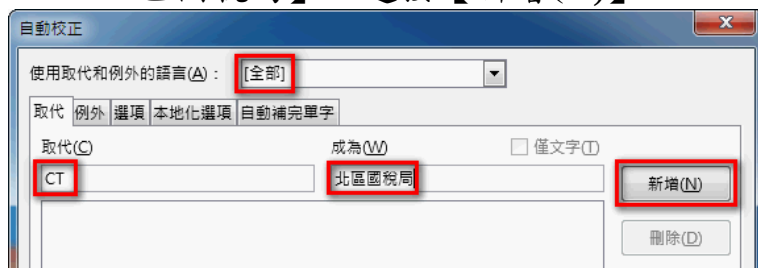 自動校正
使用取代和例外的語言(A)： [全部]
取代 例外 選項 本地化選項 自動補完單字
取代(C) 成為(W) 僅文字(T)
CT 北區國稅局 新增(N)
刪除(D)